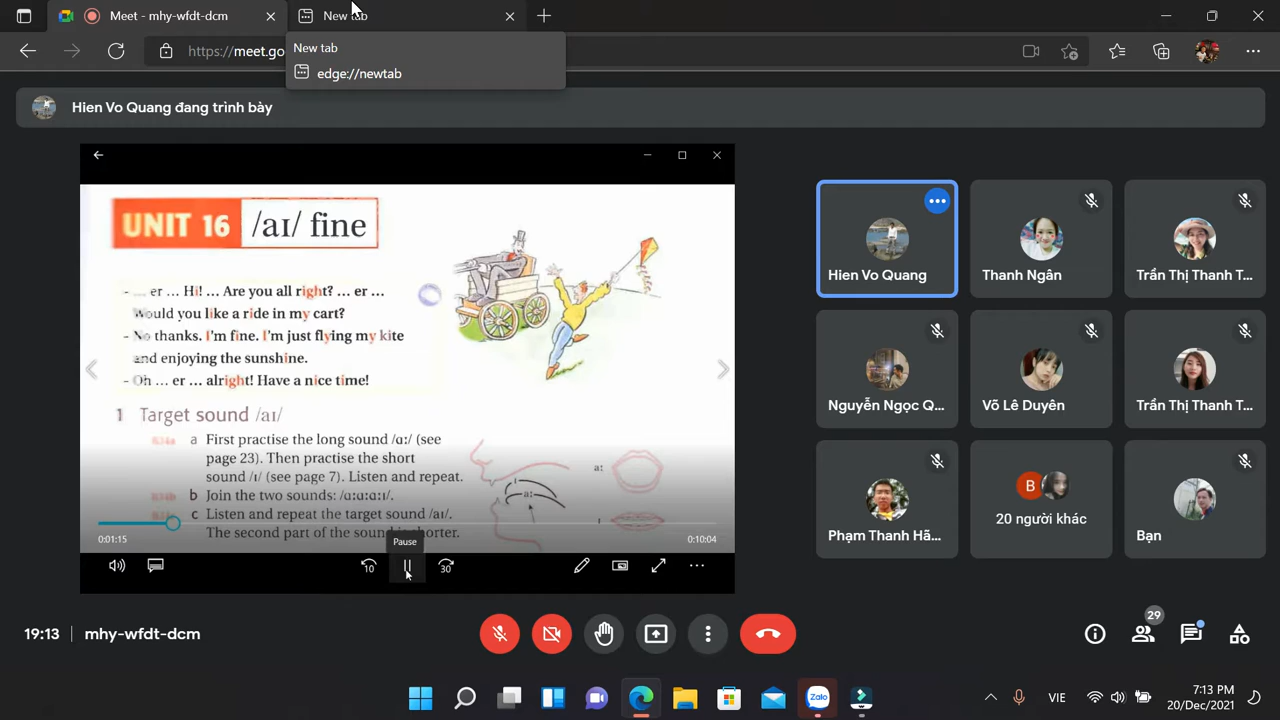 Meet - mhy-wfdt-dcm
New tab
https://meet.go
New tab
edge://newtab
Hien Vo Quang đang trình bày
UNIT 16 /aɪ/ fine
- ... er ... Hi! ... Are you all right? ... er ...
Would you like a ride in my cart?
- No thanks. I'm fine. I'm just flying my kite
and enjoying the sunshine.
- Oh ... er ... alright! Have a nice time!
1 Target sound /aɪ/
a First practise the long sound /ɑː/ (see
page 23). Then practise the short
sound /ɪ/ (see page 7). Listen and repeat.
b Join the two sounds: /ɑːɑːɑːɪ/.
c Listen and repeat the target sound /aɪ/.
The second part of the sound is shorter.
0:01:15
Pause
0:10:04
10
30
Hien Vo Quang
Thanh Ngân
Trần Thị Thanh T...
Nguyễn Ngọc Q...
Võ Lê Duyên
Trần Thị Thanh T...
Phạm Thanh Hã...
B
20 người khác
Bạn
19:13 | mhy-wfdt-dcm
29
Zalo
VIE
7:13 PM
20/Dec/2021